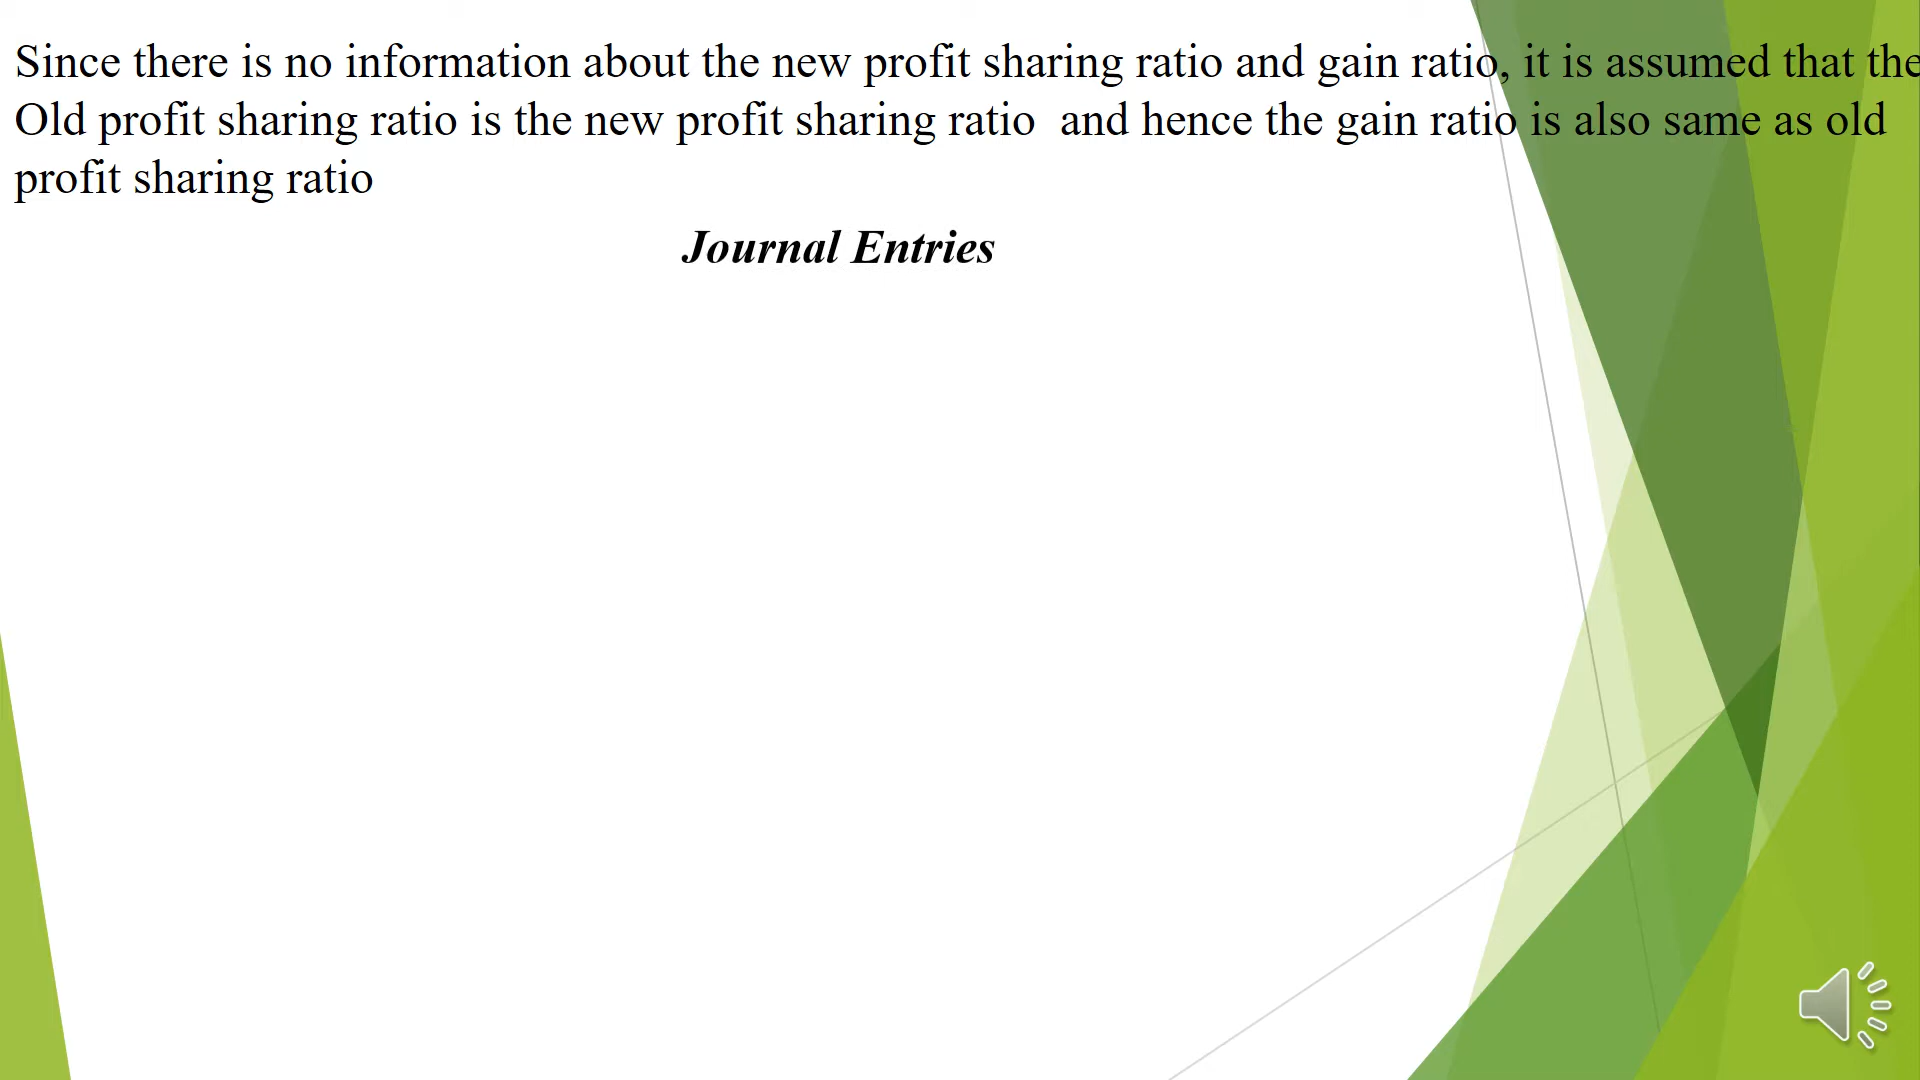 Since there is no information about the new profit sharing ratio and gain ratio, it is assumed that the
Old profit sharing ratio is the new profit sharing ratio  and hence the gain ratio is also same as old
profit sharing ratio
Journal Entries